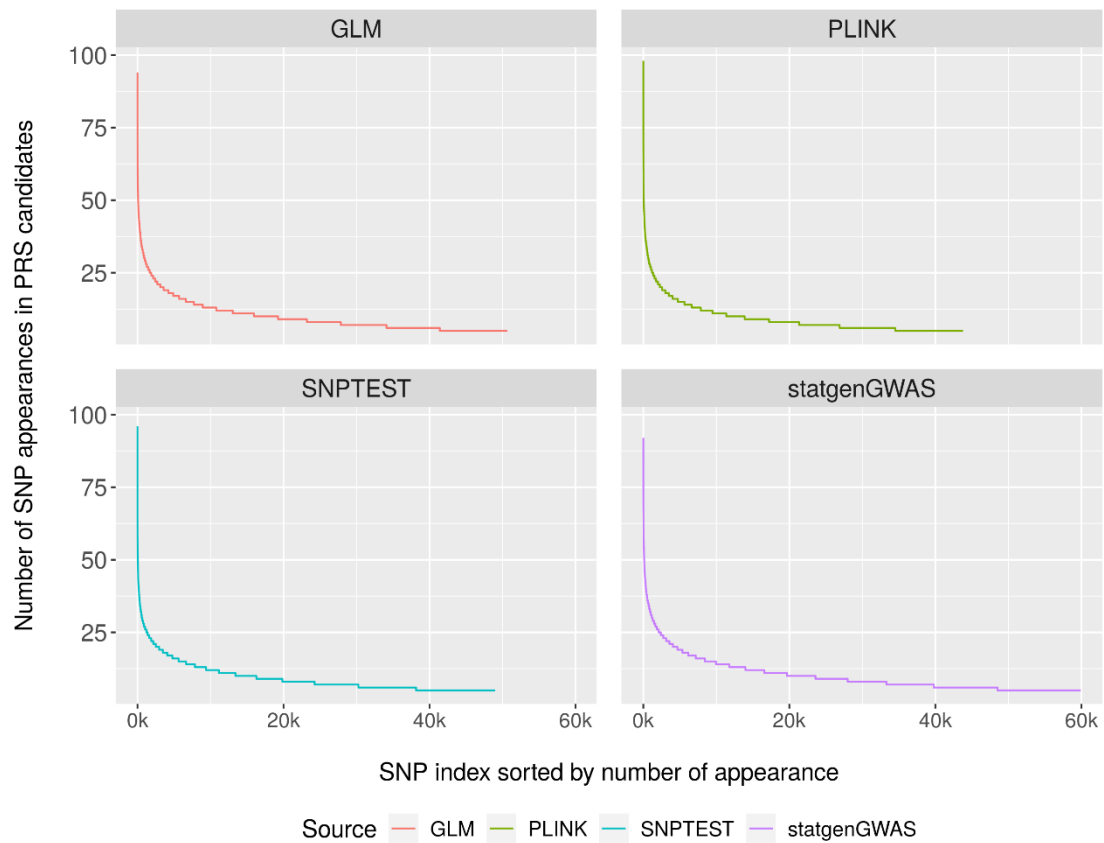 GLM
PLINK
100
75
50
25
SNPTEST
statgenGWAS
100
75
50
25
0k 20k 40k 60k
0k 20k 40k 60k
Number of SNP appearances in PRS candidates
SNP index sorted by number of appearance
Source GLM PLINK SNPTEST statgenGWAS